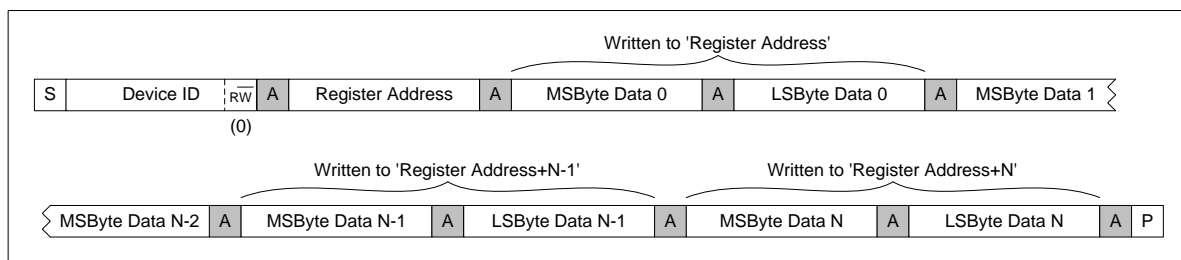 Written to 'Register Address'
S Device ID RW A Register Address A MSByte Data 0 A LSByte Data 0 A MSByte Data 1
(0)
Written to 'Register Address+N-1' Written to 'Register Address+N'
MSByte Data N-2 A MSByte Data N-1 A LSByte Data N-1 A MSByte Data N A LSByte Data N A P